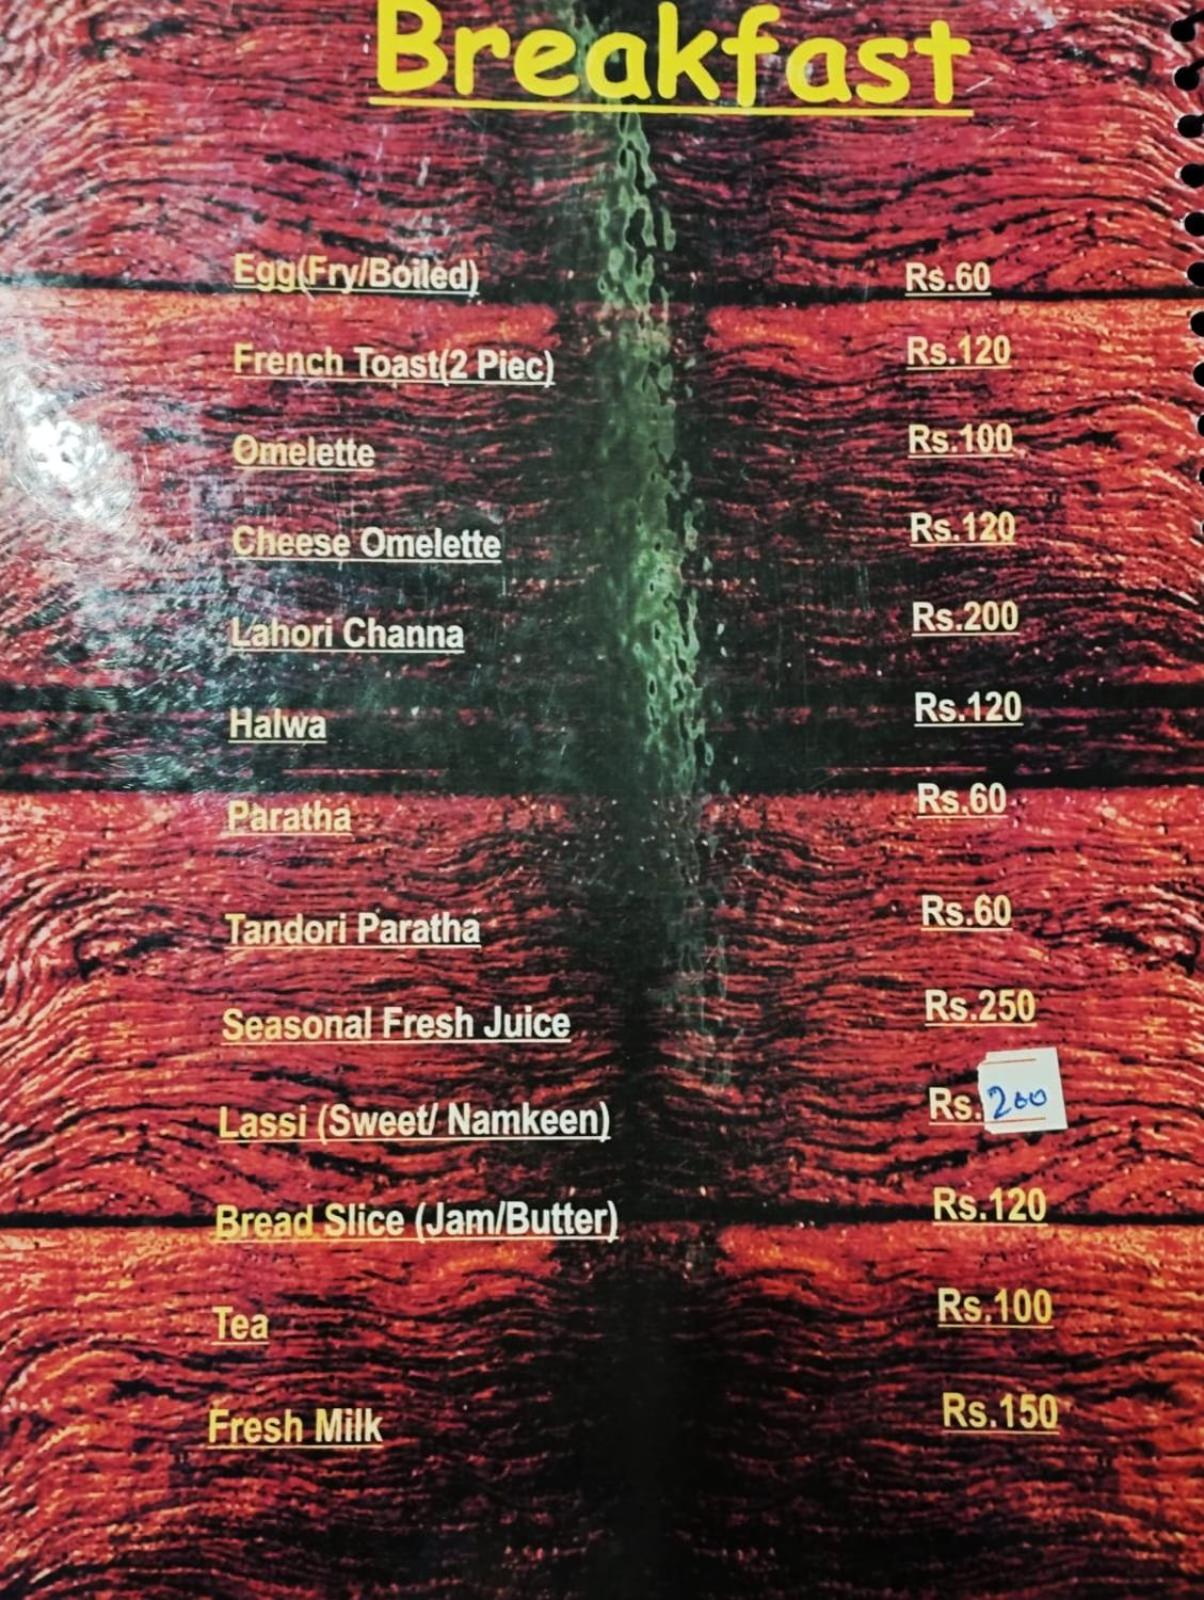 Breakfast
Egg(Fry/Boiled) Rs.60
French Toast(2 Piec) Rs.120
Omelette Rs.100
Cheese Omelette Rs.120
Lahori Channa Rs.200
Halwa Rs.120
Paratha Rs.60
Tandori Paratha Rs.60
Seasonal Fresh Juice Rs.250
Lassi (Sweet/ Namkeen) Rs.200
Bread Slice (Jam/Butter) Rs.120
Tea Rs.100
Fresh Milk Rs.150